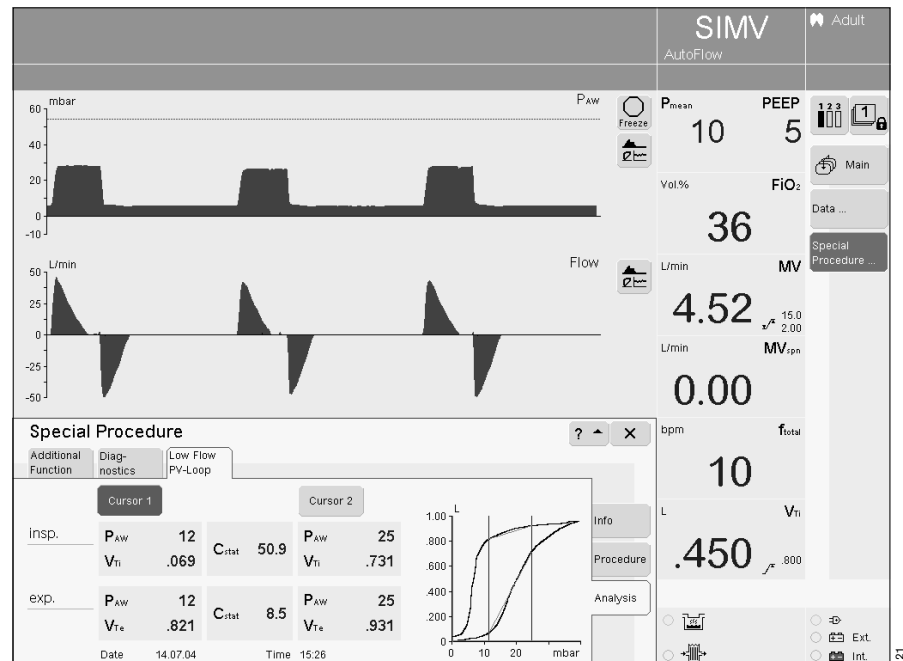 SIMV
AutoFlow
Adult
mbar
PAW
60
40
20
0
-10
Freeze
Pmean PEEP
10 5
1 2 3
1
Main
Data ...
Special
Procedure ...
Vol.% FiO2
36
L/min
Flow
50
25
0
-25
-50
L/min MV
4.52
15.0
2.00
L/min MVspn
0.00
bpm ftotal
10
L VTi
.450
.800
Special Procedure
?
Additional
Function
Diag-
nostics
Low Flow
PV-Loop
Cursor 1 Cursor 2
insp.
PAW 12
VTi .069
Cstat 50.9
PAW 25
VTi .731
exp.
PAW 12
VTe .821
Cstat 8.5
PAW 25
VTe .931
Date 14.07.04 Time 15:26
L
1.00
.800
.600
.400
.200
0
0 10 20 mbar
Info
Procedure
Analysis
Ext.
Int.
21